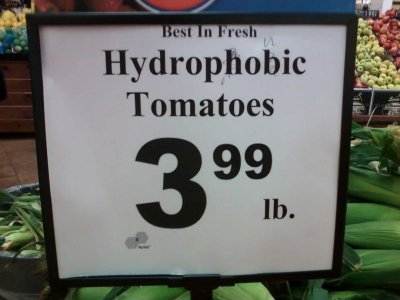 Best In Fresh
Hydrophobic
Tomatoes
3 99
lb.